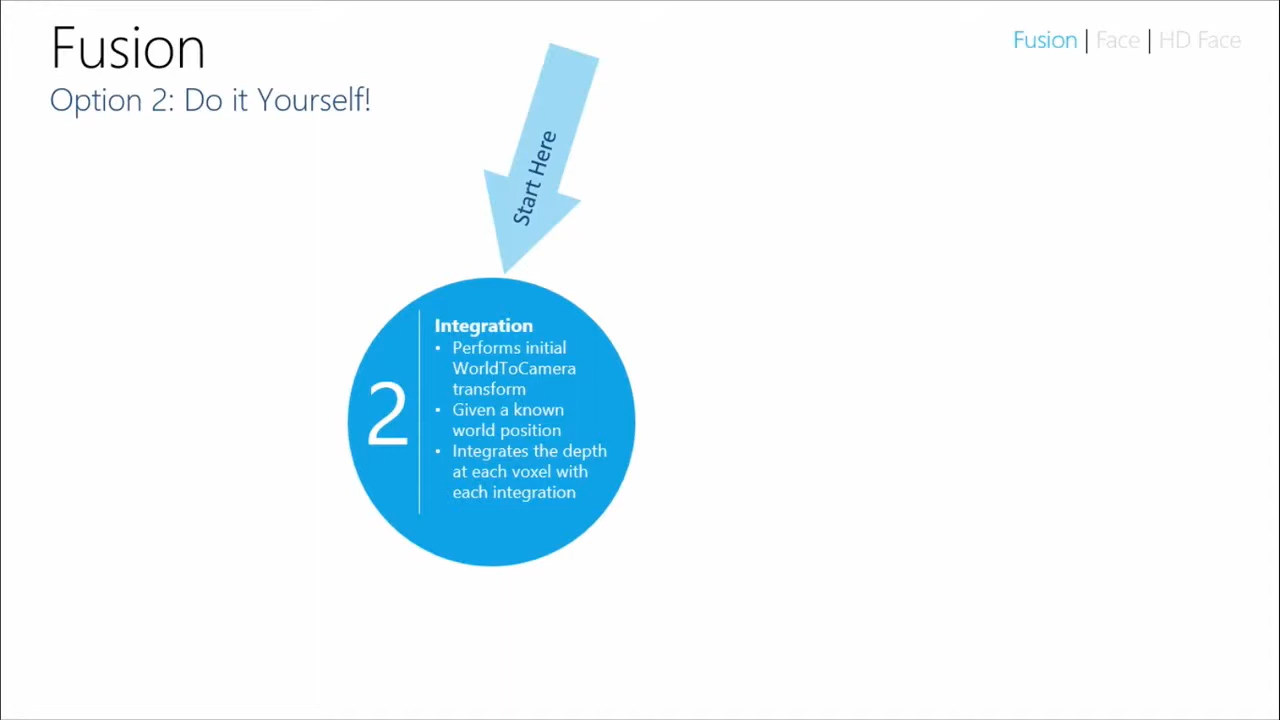 Fusion
Option 2: Do it Yourself!
Fusion | Face | HD Face
Start Here
2
Integration
• Performs initial
WorldToCamera
transform
• Given a known
world position
• Integrates the depth
at each voxel with
each integration